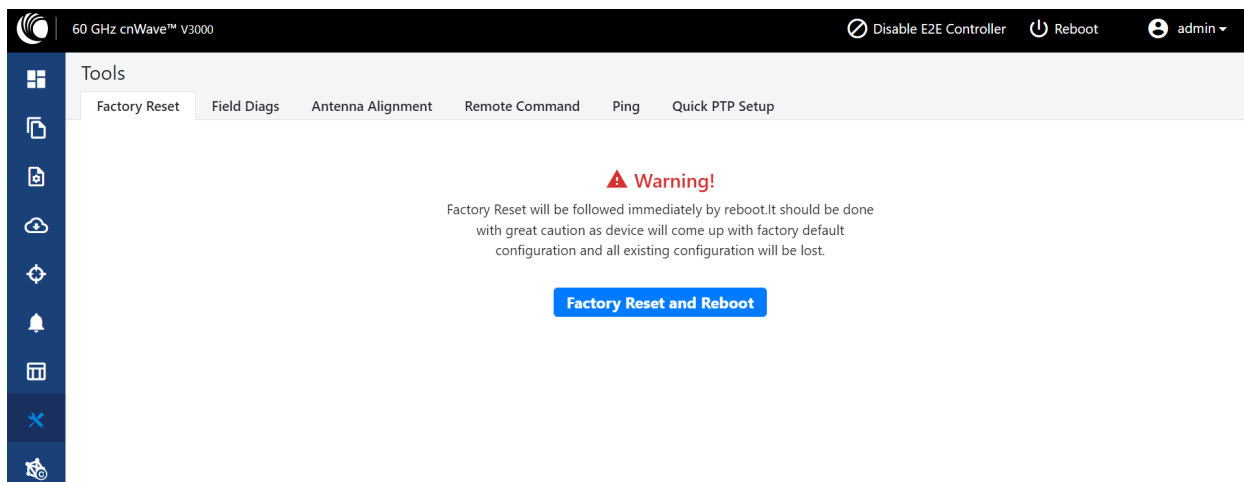 60 GHz cnWave™ V3000
Disable E2E Controller
Reboot
admin
Tools
Factory Reset
Field Diags
Antenna Alignment
Remote Command
Ping
Quick PTP Setup
Warning!
Factory Reset will be followed immediately by reboot.It should be done
with great caution as device will come up with factory default
configuration and all existing configuration will be lost.
Factory Reset and Reboot